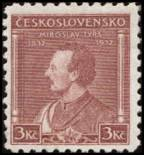 ČESKOSLOVENSKO
MIROSLAV TYRŠ
1832 1932
3Kč 3Kč